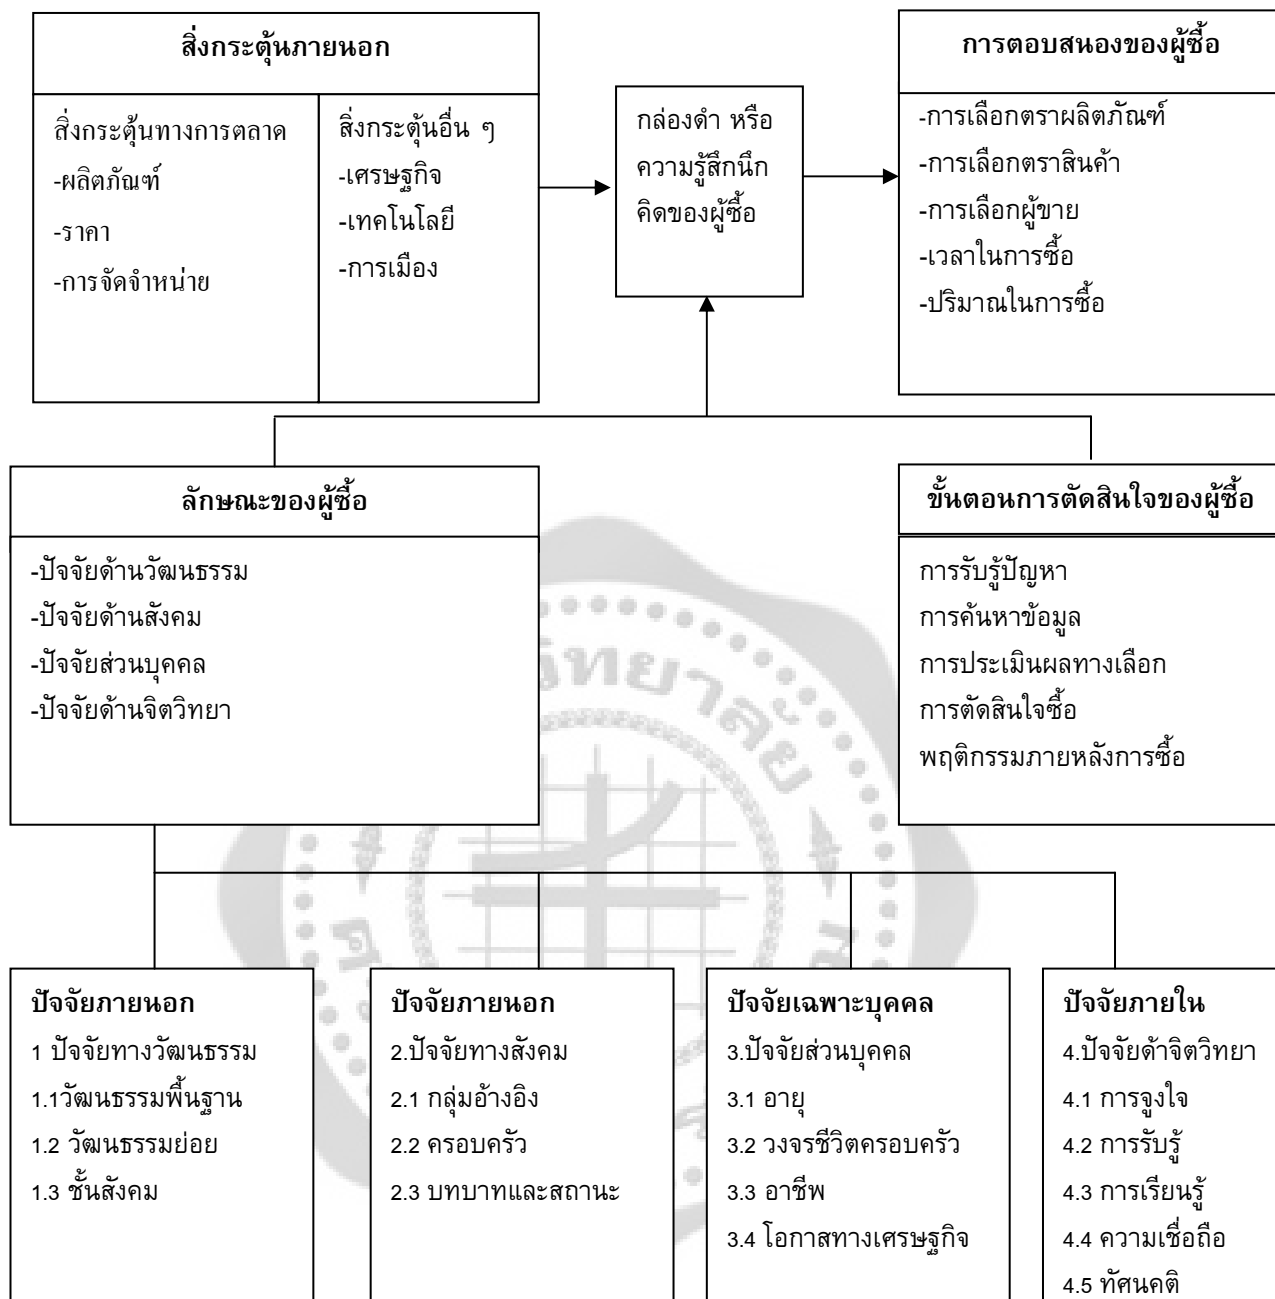 สิ่งกระตุ้นภายนอก
สิ่งกระตุ้นทางการตลาด
-ผลิตภัณฑ์
-ราคา
-การจัดจำหน่าย
สิ่งกระตุ้นอื่น ๆ
-เศรษฐกิจ
-เทคโนโลยี
-การเมือง
กล่องดำ หรือ
ความรู้สึกนึก
คิดของผู้ซื้อ
การตอบสนองของผู้ซื้อ
-การเลือกตราผลิตภัณฑ์
-การเลือกตราสินค้า
-การเลือกผู้ขาย
-เวลาในการซื้อ
-ปริมาณในการซื้อ
ลักษณะของผู้ซื้อ
-ปัจจัยด้านวัฒนธรรม
-ปัจจัยด้านสังคม
-ปัจจัยส่วนบุคคล
-ปัจจัยด้านจิตวิทยา
ขั้นตอนการตัดสินใจของผู้ซื้อ
การรับรู้ปัญหา
การค้นหาข้อมูล
การประเมินผลทางเลือก
การตัดสินใจซื้อ
พฤติกรรมภายหลังการซื้อ
ปัจจัยภายนอก
1 ปัจจัยทางวัฒนธรรม
1.1วัฒนธรรมพื้นฐาน
1.2 วัฒนธรรมย่อย
1.3 ชั้นสังคม
ปัจจัยภายนอก
2.ปัจจัยทางสังคม
2.1 กลุ่มอ้างอิง
2.2 ครอบครัว
2.3 บทบาทและสถานะ
ปัจจัยเฉพาะบุคคล
3.ปัจจัยส่วนบุคคล
3.1 อายุ
3.2 วงจรชีวิตครอบครัว
3.3 อาชีพ
3.4 โอกาสทางเศรษฐกิจ
ปัจจัยภายใน
4.ปัจจัยด้าจิตวิทยา
4.1 การจูงใจ
4.2 การรับรู้
4.3 การเรียนรู้
4.4 ความเชื่อถือ
4.5 ทัศนคติ